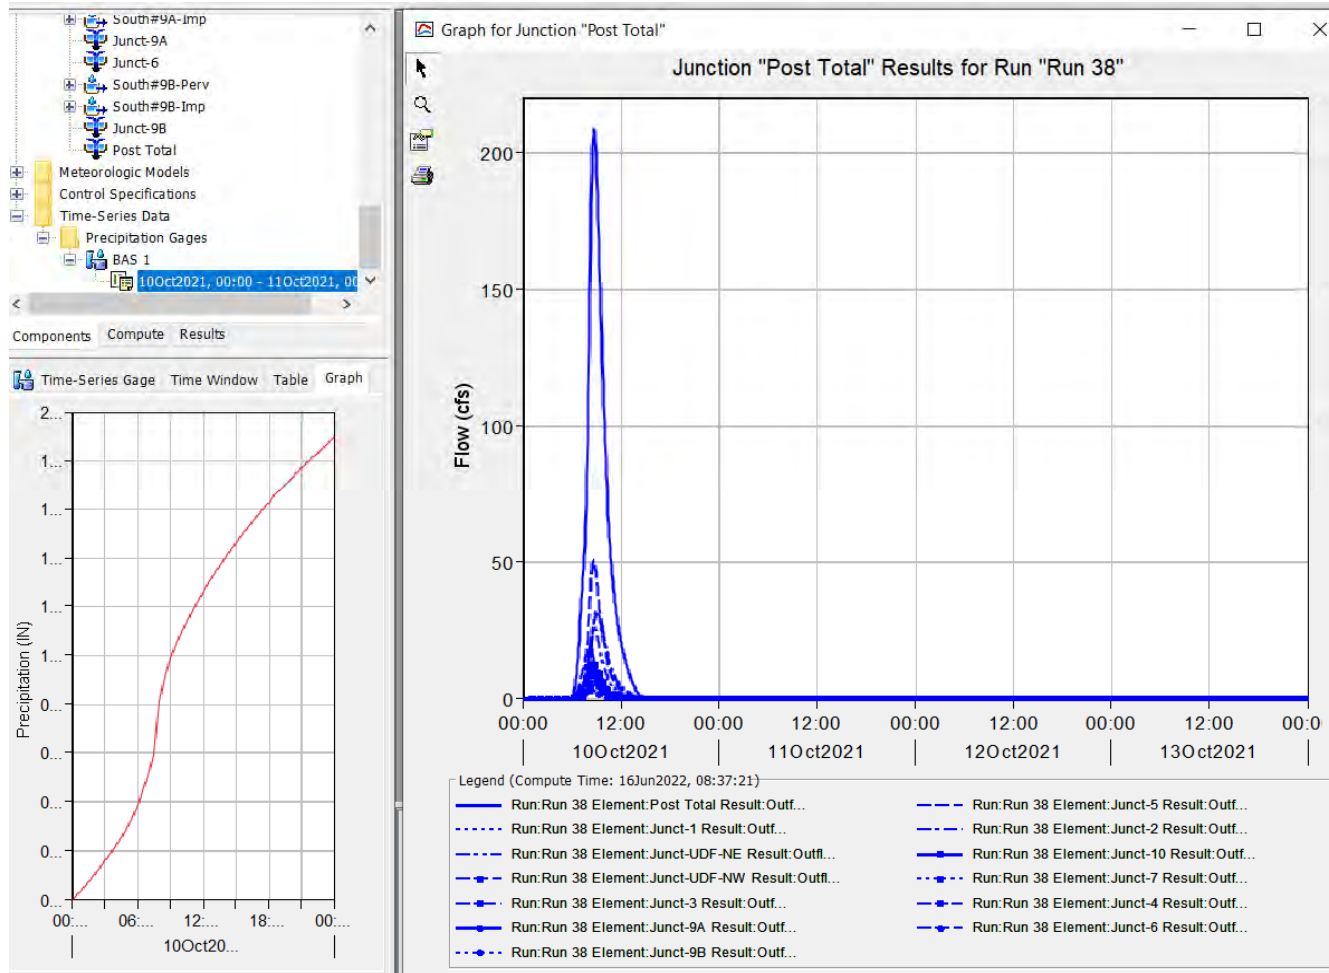 South#9A-Imp
Junct-9A
Junct-6
South#9B-Perv
South#9B-Imp
Junct-9B
Post Total
Meteorologic Models
Control Specifications
Time-Series Data
Precipitation Gages
BAS 1
10Oct2021, 00:00 - 11Oct2021, 00
Components Compute Results
Time-Series Gage Time Window Table Graph
2...
1...
1...
1...
1...
1...
0...
0...
0...
0...
0...
Precipitation (IN)
00:... 06:... 12:... 18:... 00:...
10Oct20...
Graph for Junction "Post Total"
Junction "Post Total" Results for Run "Run 38"
200
150
100
50
0
Flow (cfs)
00:00 12:00 00:00 12:00 00:00 12:00 00:00 12:00 00:0
10Oct2021 11Oct2021 12Oct2021 13Oct2021
Legend (Compute Time: 16Jun2022, 08:37:21)
Run:Run 38 Element:Post Total Result:Outf...
Run:Run 38 Element:Junct-1 Result:Outf...
Run:Run 38 Element:Junct-UDF-NE Result:Outfl...
Run:Run 38 Element:Junct-UDF-NW Result:Outfl...
Run:Run 38 Element:Junct-3 Result:Outf...
Run:Run 38 Element:Junct-9A Result:Outf...
Run:Run 38 Element:Junct-9B Result:Outf...
Run:Run 38 Element:Junct-5 Result:Outf...
Run:Run 38 Element:Junct-2 Result:Outf...
Run:Run 38 Element:Junct-10 Result:Outf...
Run:Run 38 Element:Junct-7 Result:Outf...
Run:Run 38 Element:Junct-4 Result:Outf...
Run:Run 38 Element:Junct-6 Result:Outf...